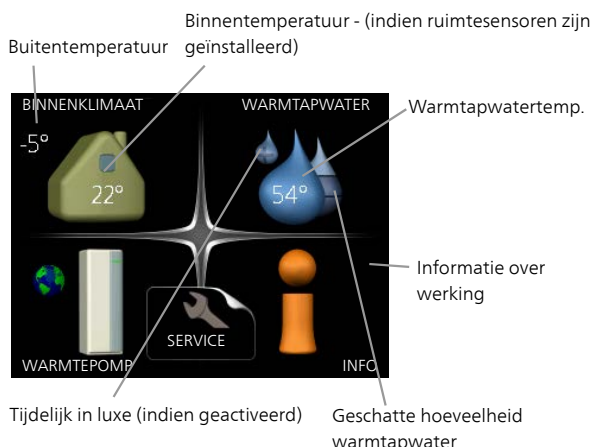 Binnentemperatuur - (indien ruimtesensoren zijn
geïnstalleerd)
Buitentemperatuur
BINNENKLIMAAT
WARMTAPWATER
Warmtapwatertemp.
-5°
22°
54°
Informatie over
werking
SERVICE
WARMTEPOMP
INFO
Tijdelijk in luxe (indien geactiveerd)
Geschatte hoeveelheid
warmtapwater